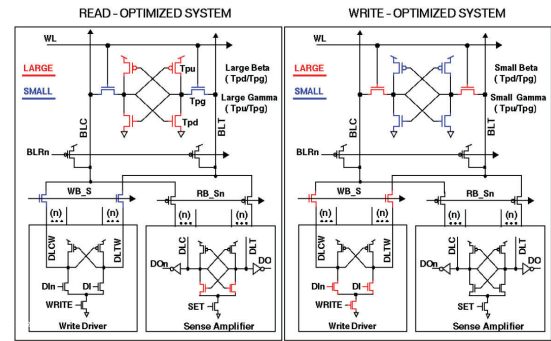 READ - OPTIMIZED SYSTEM
WL
LARGE
SMALL
Tpu
Tpg
Tpd
Large Beta
( Tpd/Tpg)
Large Gamma
( Tpu/Tpg)
BLC
BLT
BLRn
WB_S
RB_Sn
(n)
(n)
(n)
(n)
DLCW
DLTW
DIn
DI
WRITE
Write Driver
DLC
DLT
DOn
DO
SET
Sense Amplifier
WRITE - OPTIMIZED SYSTEM
WL
LARGE
SMALL
Small Beta
( Tpd/Tpg)
Small Gamma
( Tpu/Tpg)
BLC
BLT
BLRn
WB_S
RB_Sn
(n)
(n)
(n)
(n)
DLCW
DLTW
DIn
DI
WRITE
Write Driver
DLC
DLT
DOn
DO
SET
Sense Amplifier